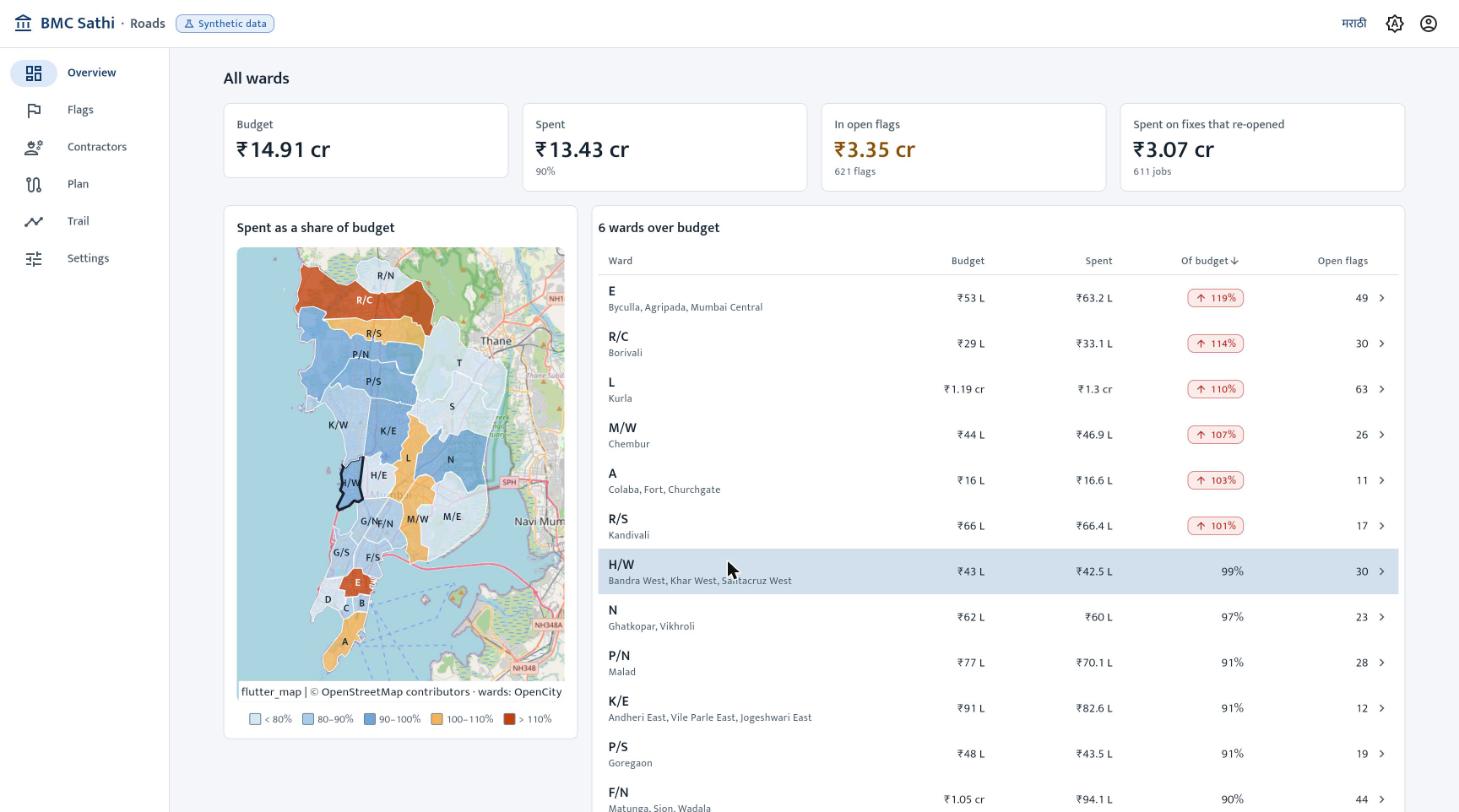 BMC Sathi · Roads
Synthetic data
मराठी
Overview
Flags
Contractors
Plan
Trail
Settings
All wards
Budget
₹14.91 cr
Spent
₹13.43 cr
90%
In open flags
₹3.35 cr
621 flags
Spent on fixes that re-opened
₹3.07 cr
611 jobs
Spent as a share of budget
R/N
R/C
NH1
R/S
Thane
P/N
T
P/S
S
K/W
K/E
L
N
H/E
H/W
SPH
G/N
F/N
M/W
M/E
Navi Mum
G/S
F/S
E
D
C
B
A
NH348A
NH348
flutter_map | © OpenStreetMap contributors · wards: OpenCity
< 80%
80–90%
90–100%
100–110%
> 110%
6 wards over budget
Ward Budget Spent Of budget↓ Open flags
E
Byculla, Agripada, Mumbai Central
₹53 L ₹63.2 L ↑ 119% 49
R/C
Borivali
₹29 L ₹33.1 L ↑ 114% 30
L
Kurla
₹1.19 cr ₹1.3 cr ↑ 110% 63
M/W
Chembur
₹44 L ₹46.9 L ↑ 107% 26
A
Colaba, Fort, Churchgate
₹16 L ₹16.6 L ↑ 103% 11
R/S
Kandivali
₹66 L ₹66.4 L ↑ 101% 17
H/W
Bandra West, Khar West, Santacruz West
₹43 L ₹42.5 L 99% 30
N
Ghatkopar, Vikhroli
₹62 L ₹60 L 97% 23
P/N
Malad
₹77 L ₹70.1 L 91% 28
K/E
Andheri East, Vile Parle East, Jogeshwari East
₹91 L ₹82.6 L 91% 12
P/S
Goregaon
₹48 L ₹43.5 L 91% 19
F/N
Matunga, Sion, Wadala
₹1.05 cr ₹94.1 L 90% 44